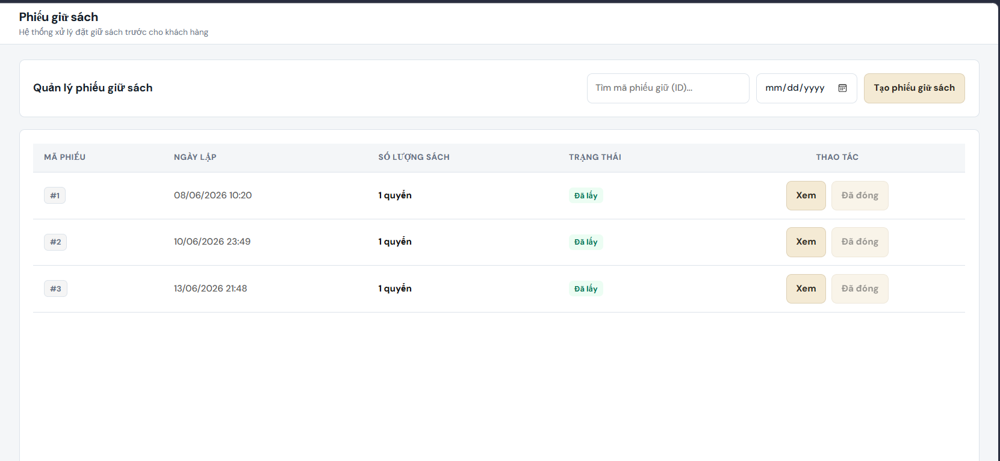 Phiếu giữ sách
Hệ thống xử lý đặt giữ sách trước cho khách hàng
Quản lý phiếu giữ sách
Tìm mã phiếu giữ (ID)...
mm/dd/yyyy
Tạo phiếu giữ sách
MÃ PHIẾU NGÀY LẬP SỐ LƯỢNG SÁCH TRẠNG THÁI THAO TÁC
#1 08/06/2026 10:20 1 quyển Đã lấy Xem Đã đóng
#2 10/06/2026 23:49 1 quyển Đã lấy Xem Đã đóng
#3 13/06/2026 21:48 1 quyển Đã lấy Xem Đã đóng